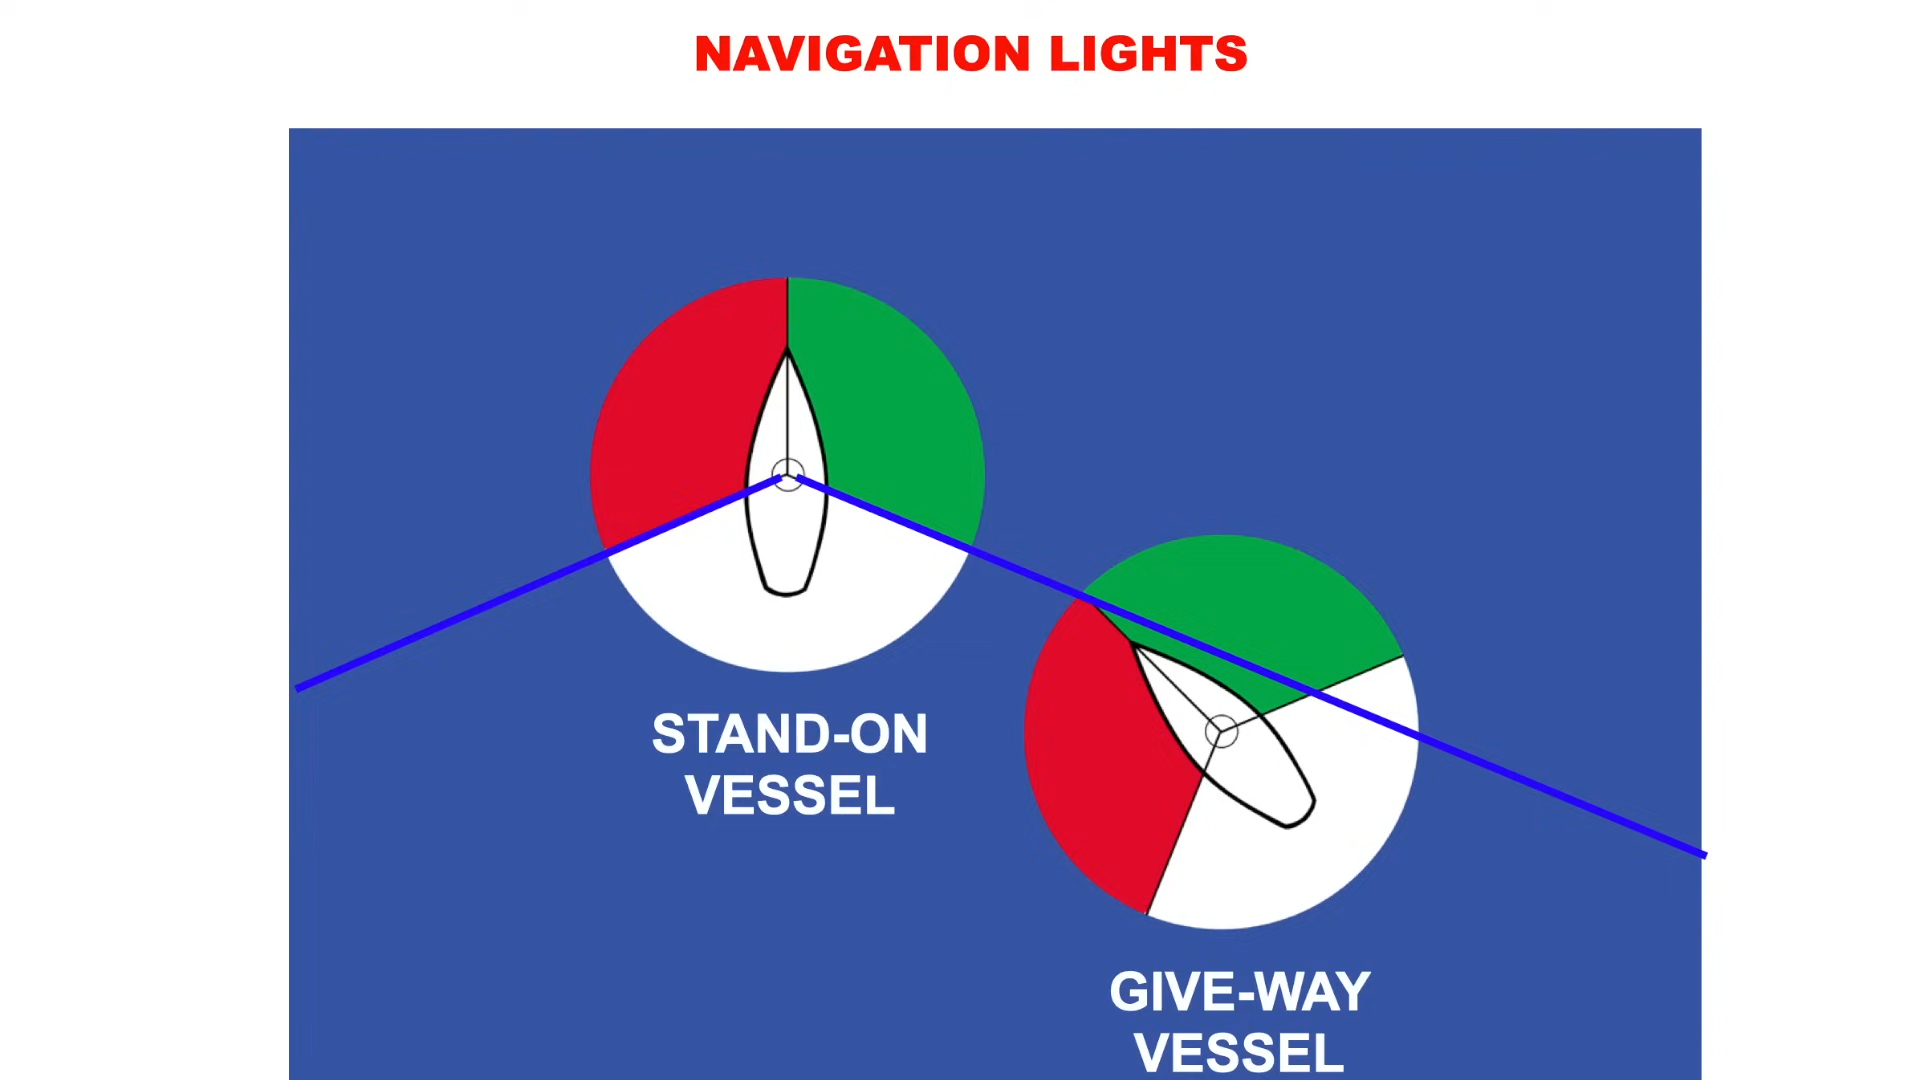 NAVIGATION LIGHTS
STAND-ON
VESSEL
GIVE-WAY
VESSEL